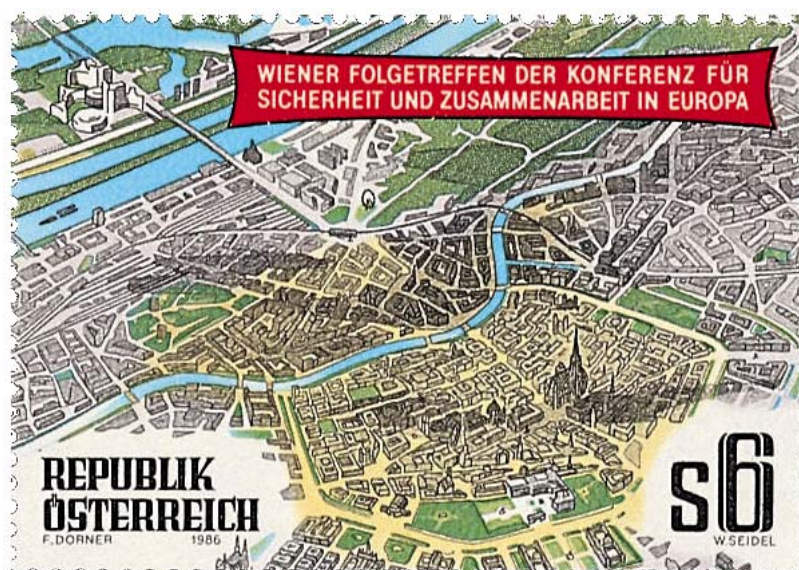 WIENER FOLGETREFFEN DER KONFERENZ FÜR
SICHERHEIT UND ZUSAMMENARBEIT IN EUROPA
REPUBLIK
ÖSTERREICH
F.DORNER 1986
S6
W.SEIDEL